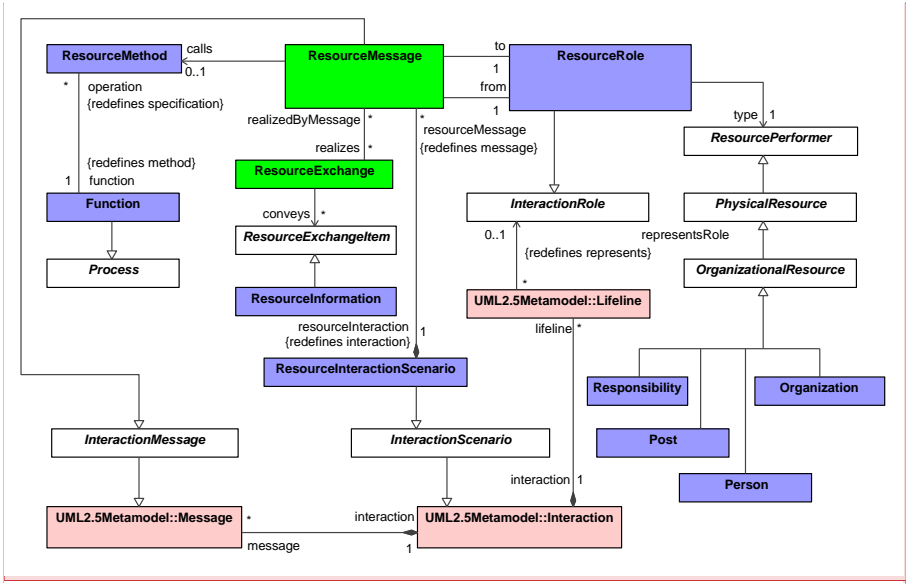 calls
ResourceMethod
ResourceMessage
to
ResourceRole
0..1
1
*
operation
{redefines specification}
from
1
realizedByMessage
*
*
resourceMessage
{redefines message}
type
1
ResourcePerformer
realizes
*
{redefines method}
1
function
ResourceExchange
Function
InteractionRole
PhysicalResource
conveys
*
ResourceExchangeItem
0..1
{redefines represents}
representsRole
Process
OrganizationalResource
*
ResourceInformation
UML2.5Metamodel::Lifeline
resourceInteraction
1
{redefines interaction}
lifeline
*
ResourceInteractionScenario
Responsibility
Organization
InteractionMessage
InteractionScenario
Post
interaction
1
Person
UML2.5Metamodel::Message
*
interaction
UML2.5Metamodel::Interaction
message
1